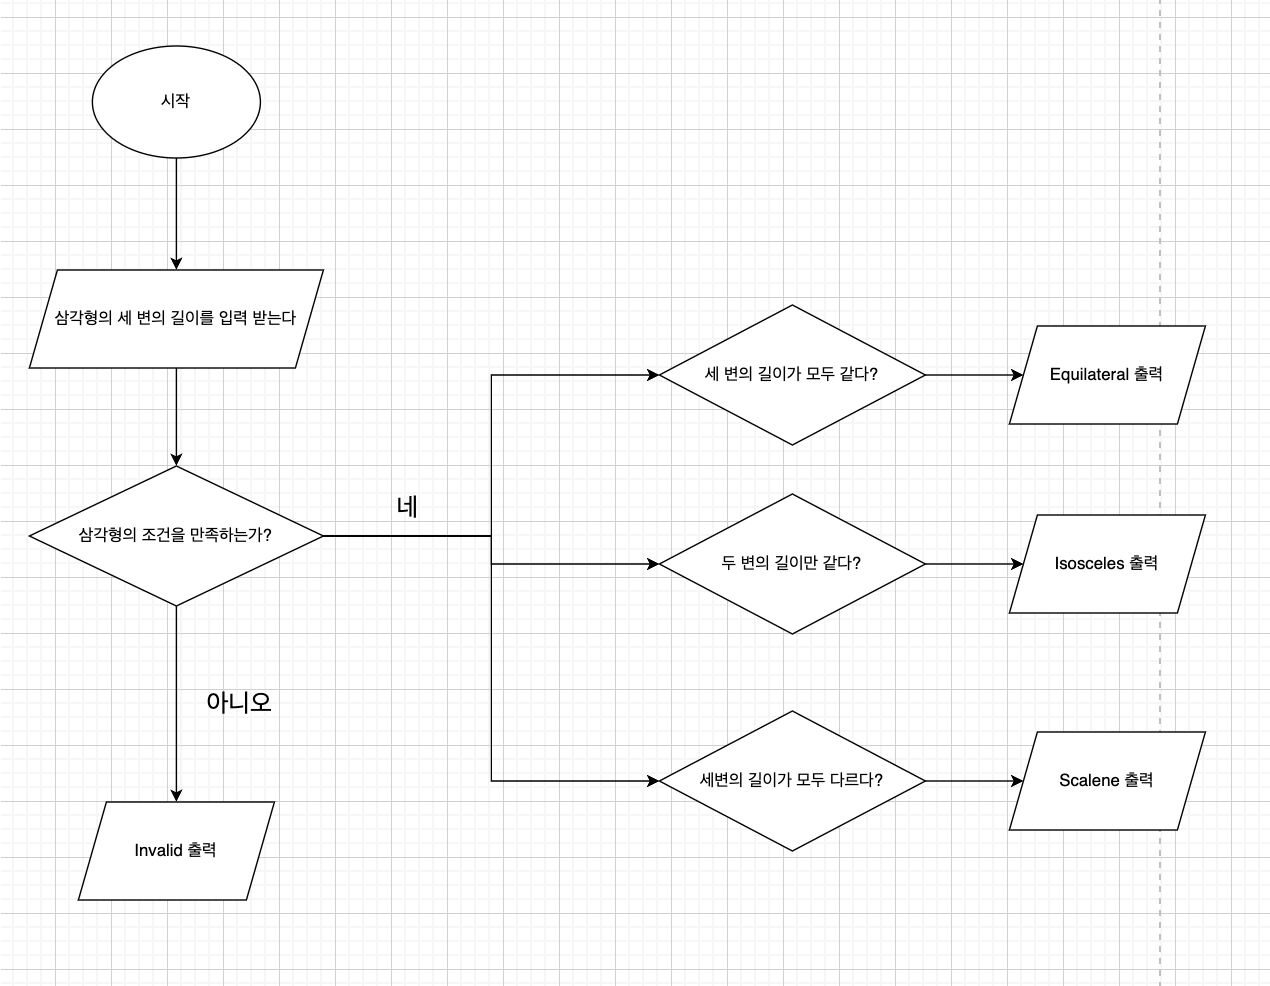 시작
삼각형의 세 변의 길이를 입력 받는다
삼각형의 조건을 만족하는가?
네
아니오
Invalid 출력
세 변의 길이가 모두 같다?
Equilateral 출력
두 변의 길이만 같다?
Isosceles 출력
세변의 길이가 모두 다르다?
Scalene 출력